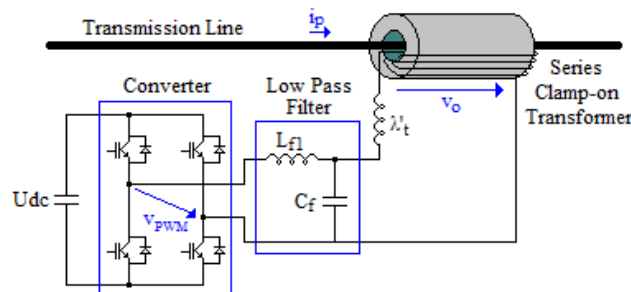 Transmission Line
ip
Converter
Low Pass
Filter
Series
Clamp-on
Transformer
vo
λ't
Lf1
Udc
Cf
vPWM